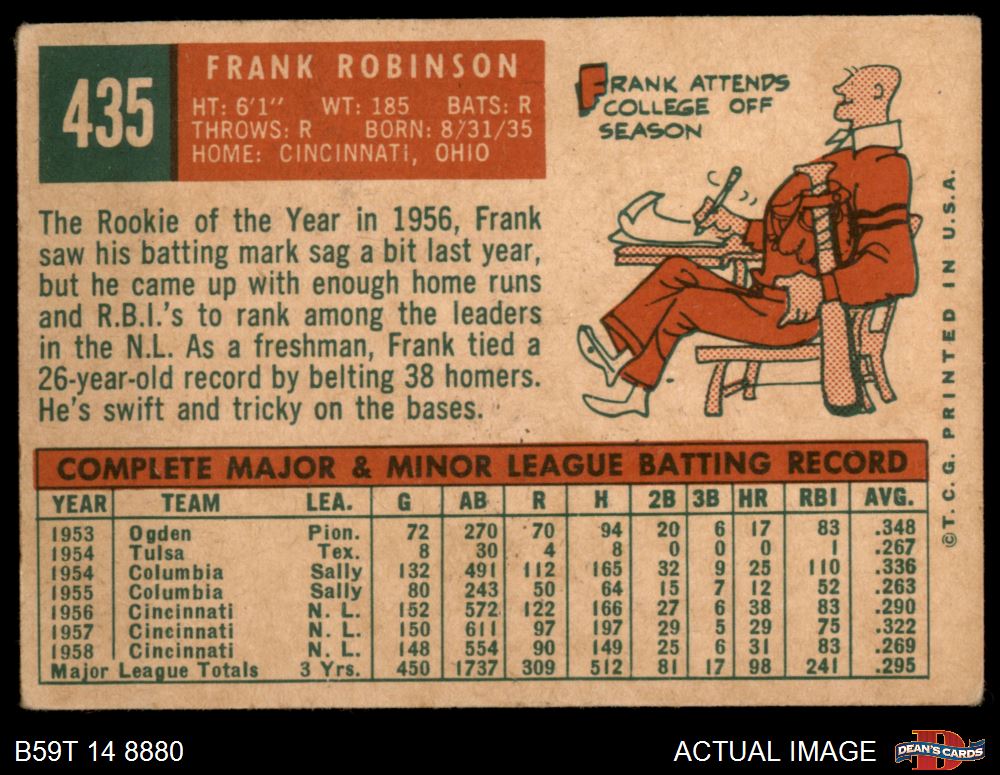 435
FRANK ROBINSON
HT: 6'1" WT: 185 BATS: R
THROWS: R BORN: 8/31/35
HOME: CINCINNATI, OHIO
FRANK ATTENDS
COLLEGE OFF
SEASON
The Rookie of the Year in 1956, Frank
saw his batting mark sag a bit last year,
but he came up with enough home runs
and R.B.I.'s to rank among the leaders
in the N.L. As a freshman, Frank tied a
26-year-old record by belting 38 homers.
He's swift and tricky on the bases.
COMPLETE MAJOR & MINOR LEAGUE BATTING RECORD
YEAR TEAM LEA. G AB R H 2B 3B HR RBI AVG.
1953 Ogden Pion. 72 270 70 94 20 6 17 83 .348
1954 Tulsa Tex. 8 30 4 8 0 0 0 1 .267
1954 Columbia Sally 132 491 112 165 32 9 25 110 .336
1955 Columbia Sally 80 243 50 64 15 7 12 52 .263
1956 Cincinnati N. L. 152 572 122 166 27 6 38 83 .290
1957 Cincinnati N. L. 150 611 97 197 29 5 29 75 .322
1958 Cincinnati N. L. 148 554 90 149 25 6 31 83 .269
Major League Totals 3 Yrs. 450 1737 309 512 81 17 98 241 .295
©T. C. G. PRINTED IN U.S.A.
B59T 14 8880
ACTUAL IMAGE
D
DEAN'S CARDS